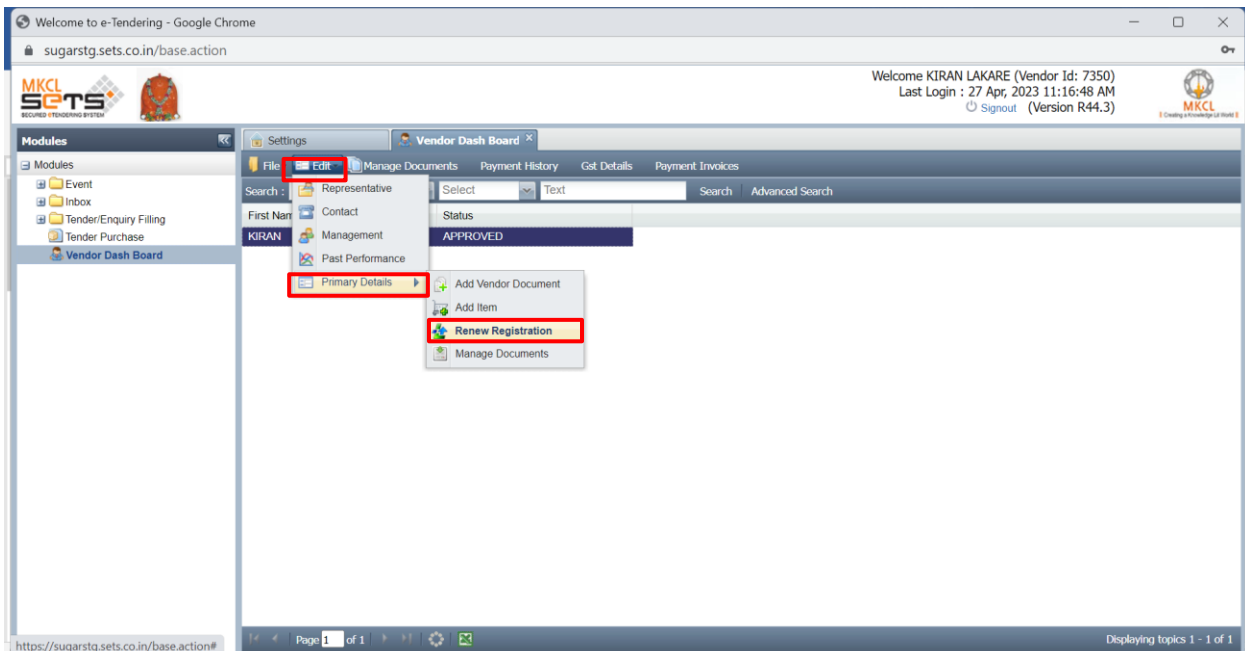 Welcome to e-Tendering - Google Chrome
sugarstg.sets.co.in/base.action
MKCL
SETS
SECURED eTENDERING SYSTEM
Welcome KIRAN LAKARE (Vendor Id: 7350)
Last Login : 27 Apr, 2023 11:16:48 AM
Signout (Version R44.3)
MKCL
Creating a Knowledge Lit World
Modules
Settings
Vendor Dash Board
Modules
Event
Inbox
Tender/Enquiry Filling
Tender Purchase
Vendor Dash Board
File Edit Manage Documents Payment History Gst Details Payment Invoices
Search : Select Text Search Advanced Search
First Nam Status
KIRAN APPROVED
Representative
Contact
Management
Past Performance
Primary Details
Add Vendor Document
Add Item
Renew Registration
Manage Documents
Page 1 of 1
Displaying topics 1 - 1 of 1
https://sugarstg.sets.co.in/base.action#